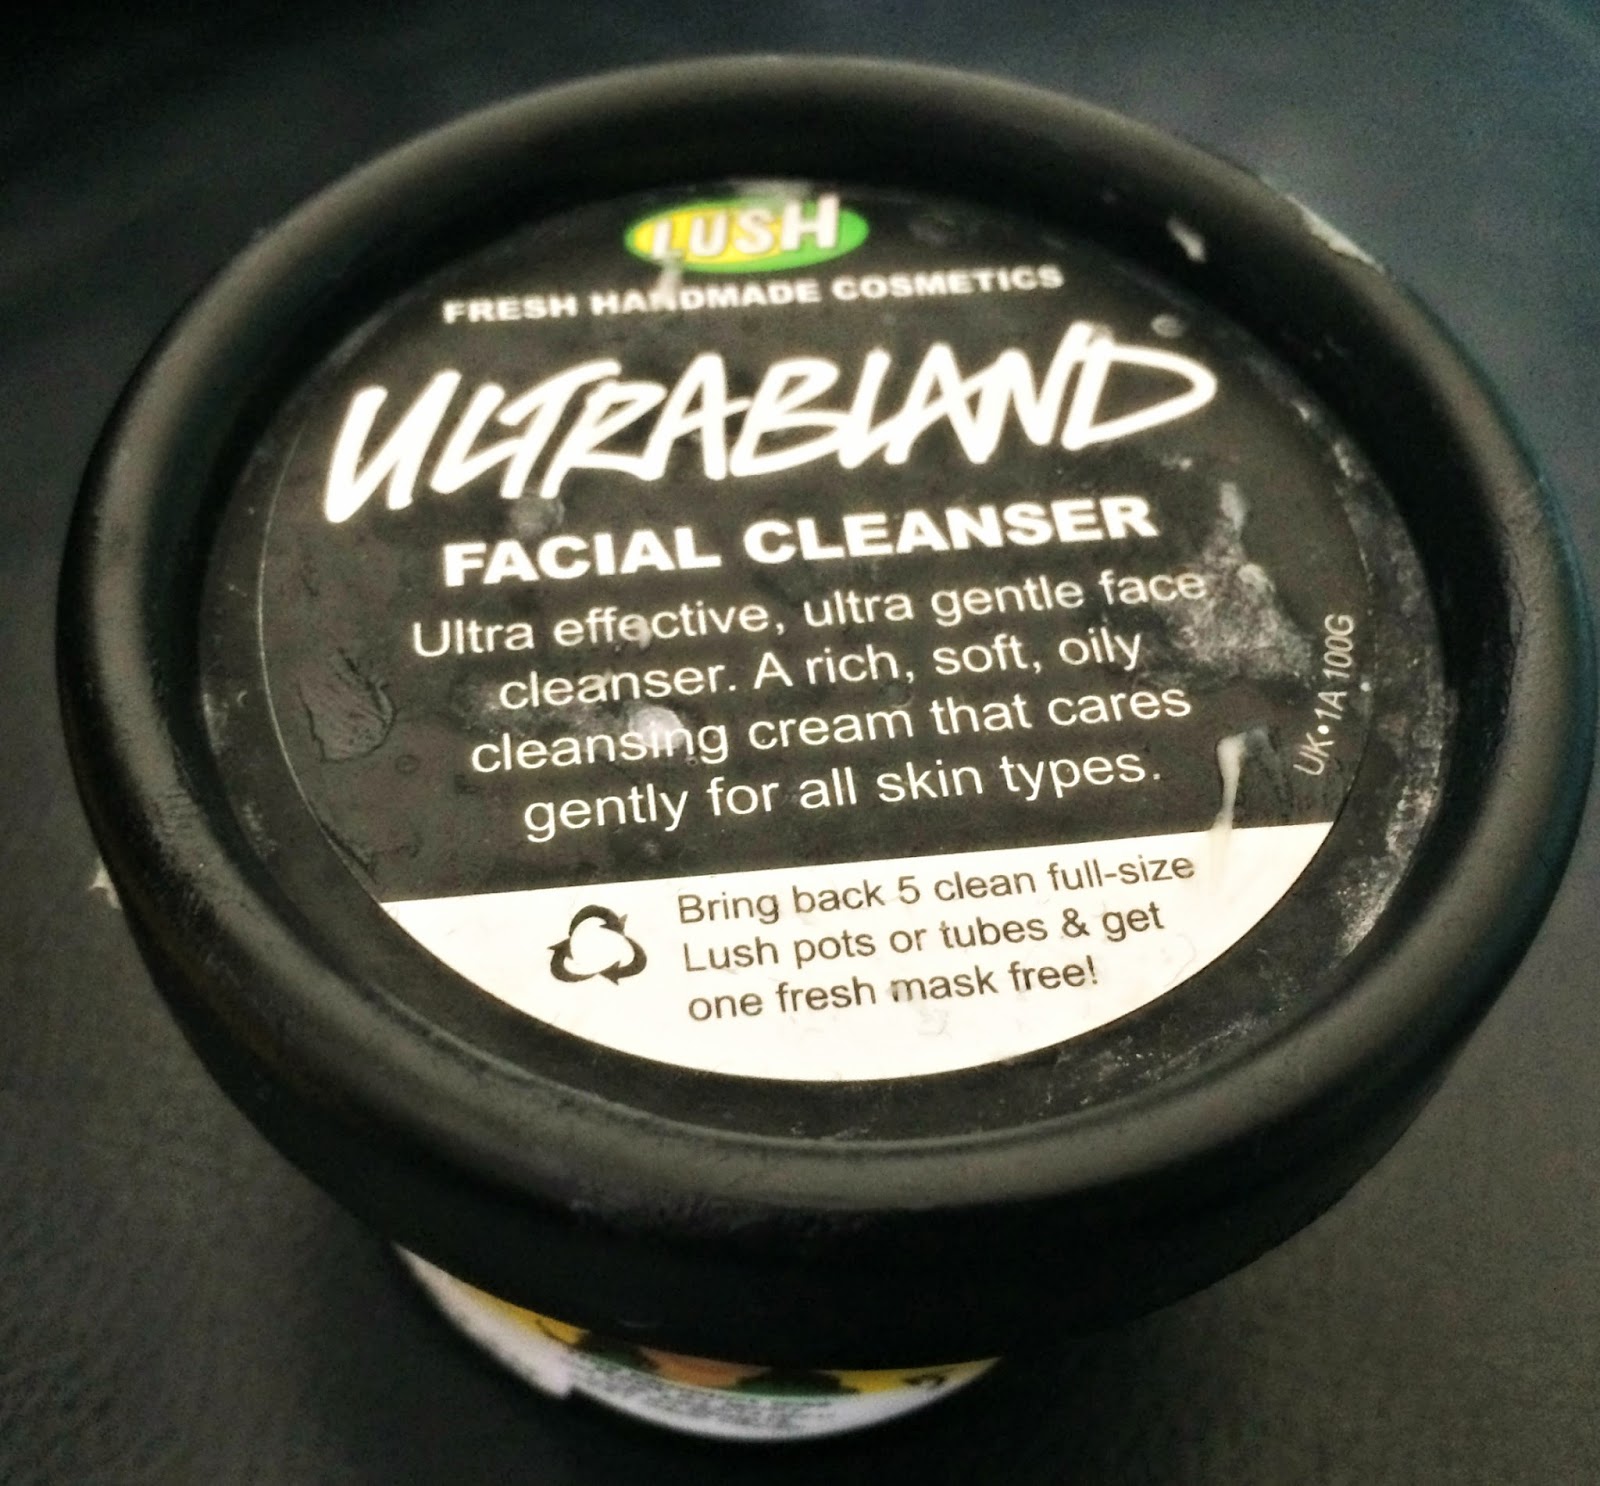 LUSH
FRESH HANDMADE COSMETICS
ULTRABLAND
FACIAL CLEANSER
Ultra effective, ultra gentle face
cleanser. A rich, soft, oily
cleansing cream that cares
gently for all skin types.
UK•1A 100G
Bring back 5 clean full-size
Lush pots or tubes & get
one fresh mask free!